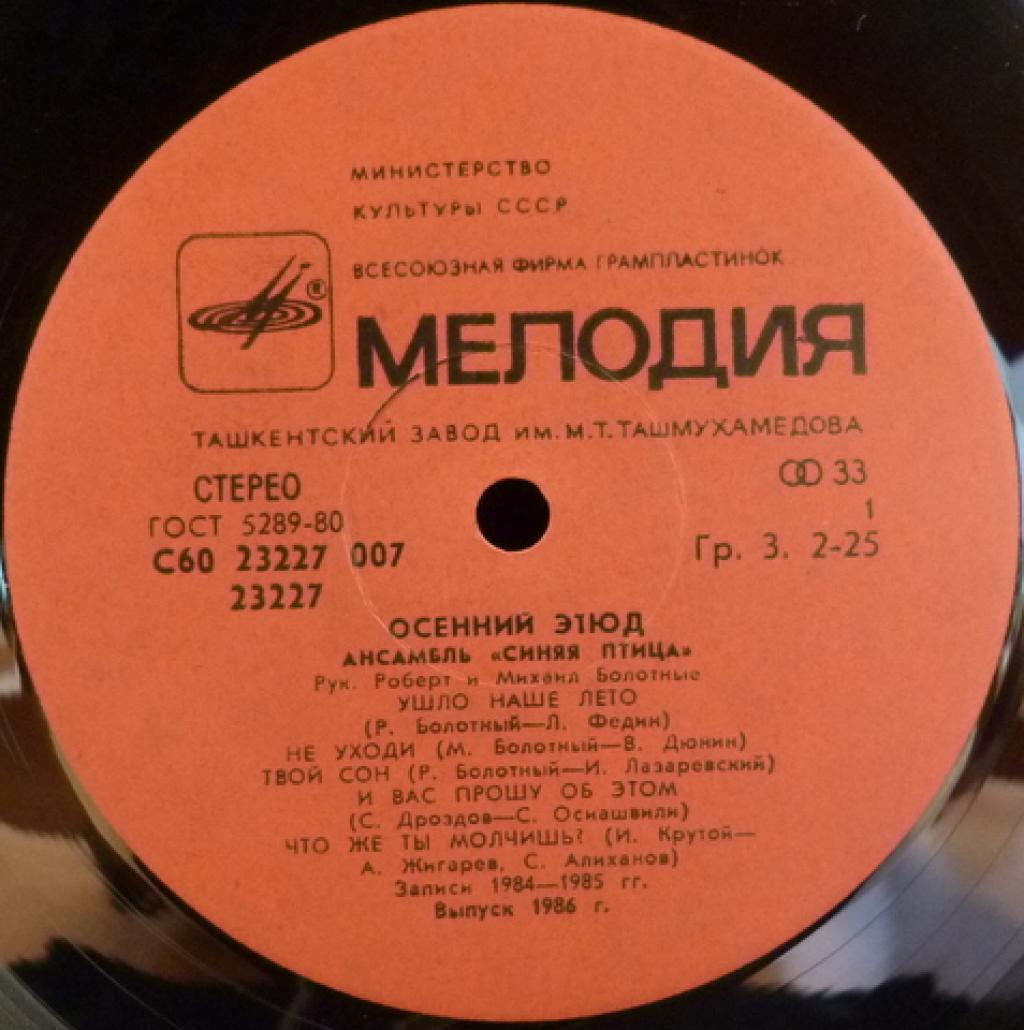 МИНИСТЕРСТВО
КУЛЬТУРЫ СССР
ВСЕСОЮЗНАЯ ФИРМА ГРАМПЛАСТИНОК
®
МЕЛОДИЯ
ТАШКЕНТСКИЙ ЗАВОД ИМ. М. Т. ТАШМУХАМЕДОВА
СТЕРЕО
33
ГОСТ 5289-80
1
С60 23227 007
Гр. 3. 2-25
23227
ОСЕННИЙ ЭТЮД
АНСАМБЛЬ «СИНЯЯ ПТИЦА»
Рук. Роберт и Михаил Болотные
УШЛО НАШЕ ЛЕТО
(Р. Болотный—Л. Федин)
НЕ УХОДИ (М. Болотный—В. Дюнин)
ТВОЙ СОН (Р. Болотный—И. Лазаревский)
И ВАС ПРОШУ ОБ ЭТОМ
(С. Дроздов—С. Осиашвили)
ЧТО ЖЕ ТЫ МОЛЧИШЬ? (И. Крутой—
А. Жигарев, С. Алиханов)
Записи 1984—1985 гг.
Выпуск 1986 г.